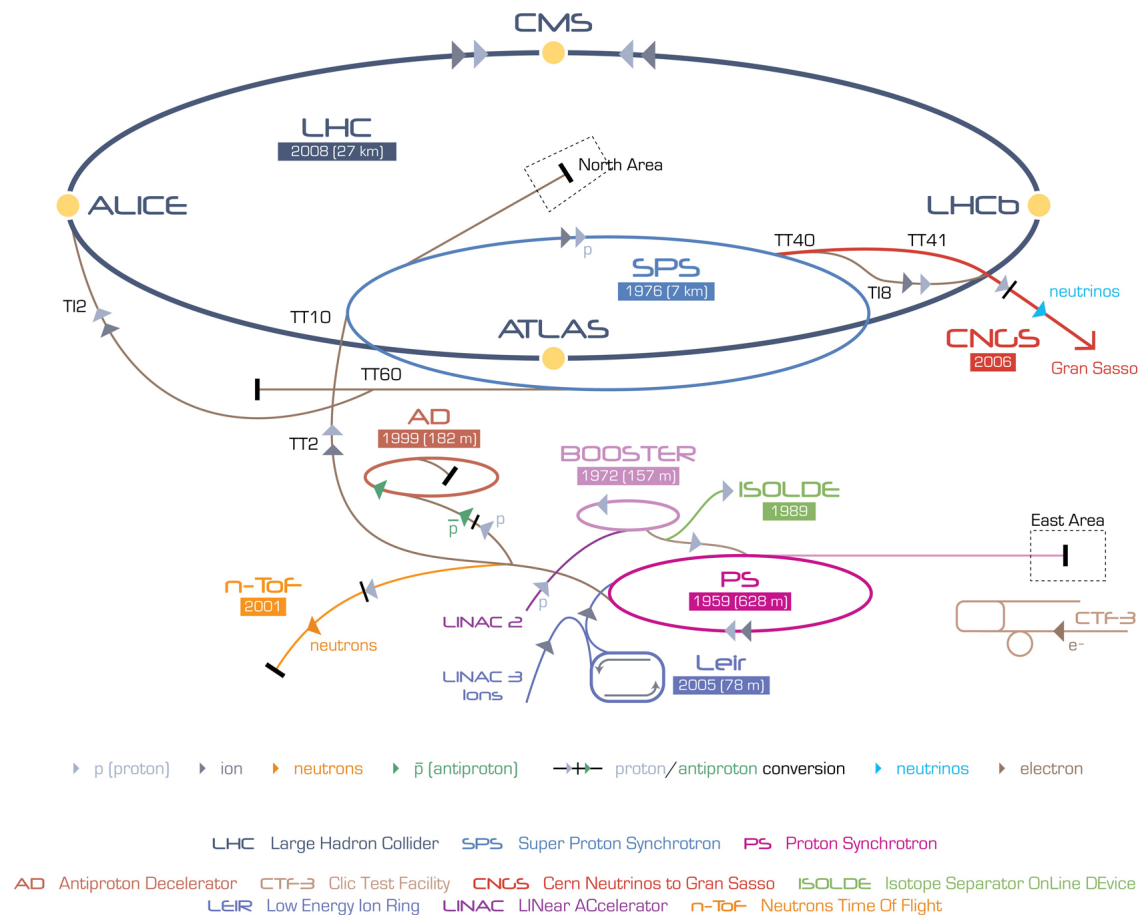 CMS
LHC
2008 (27 km)
North Area
ALICE
LHCb
TT40
TT41
p
SPS
1976 (7 km)
TI8
TI2
neutrinos
TT10
ATLAS
CNGS
2006
Gran Sasso
TT60
AD
1999 (182 m)
TT2
BOOSTER
1972 (157 m)
ISOLDE
1989
p̅
p
East Area
n-ToF
2001
p
PS
1959 (628 m)
LINAC 2
neutrons
CTF-3
e-
LINAC 3
Ions
Leir
2005 (78 m)
p (proton)
ion
neutrons
p̅ (antiproton)
proton/antiproton conversion
neutrinos
electron
LHC Large Hadron Collider
SPS Super Proton Synchrotron
PS Proton Synchrotron
AD Antiproton Decelerator
CTF-3 Clic Test Facility
CNGS Cern Neutrinos to Gran Sasso
ISOLDE Isotope Separator OnLine DEvice
LEIR Low Energy Ion Ring
LINAC LINear ACcelerator
n-ToF Neutrons Time Of Flight